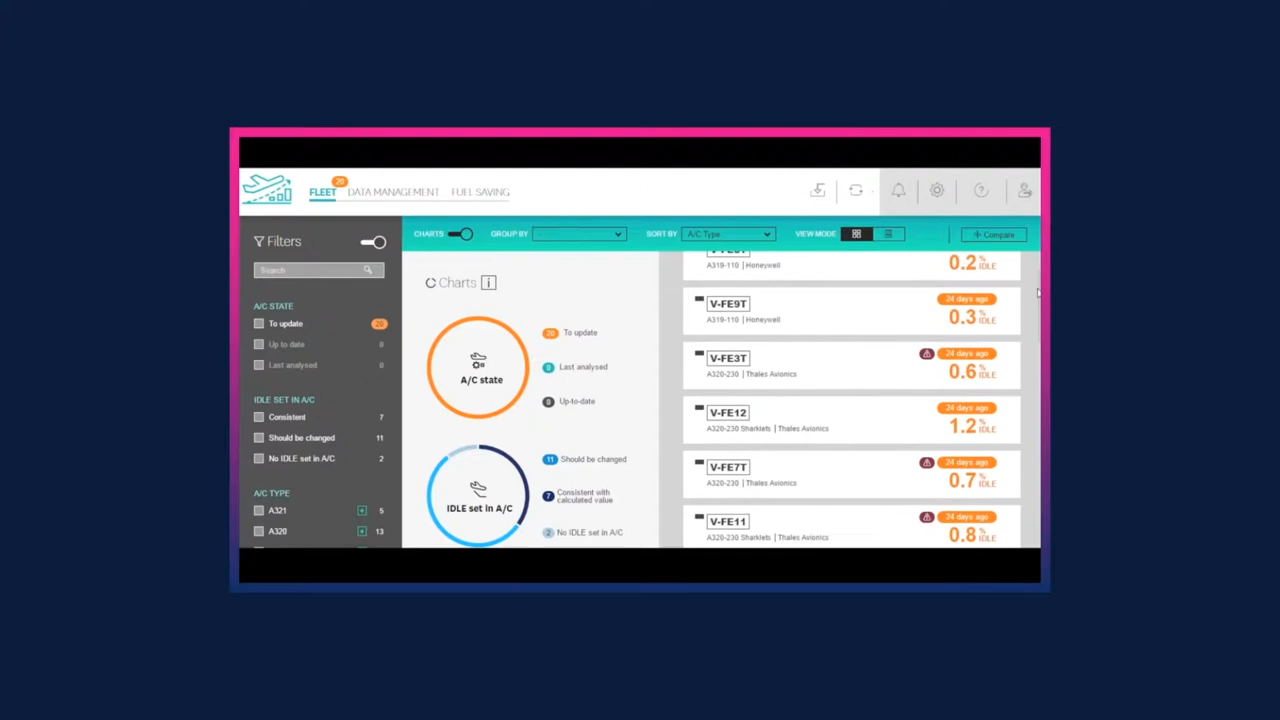 20
FLEET DATA MANAGEMENT FUEL SAVING
?
Filters
Search
A/C STATE
To update 20
Up to date 0
Last analysed 0
IDLE SET IN A/C
Consistent 7
Should be changed 11
No IDLE set in A/C 2
A/C TYPE
A321 + 5
A320 + 13
CHARTS GROUP BY - SORT BY A/C Type VIEW MODE + Compare
Charts i
A/C state
20 To update
0 Last analysed
0 Up-to-date
IDLE set in A/C
11 Should be changed
7 Consistent with
calculated value
2 No IDLE set in A/C
A319-110 | Honeywell
0.2 % IDLE
V-FE9T
A319-110 | Honeywell
24 days ago
0.3 % IDLE
V-FE3T
A320-230 | Thales Avionics
24 days ago
0.6 % IDLE
V-FE12
A320-230 Sharklets | Thales Avionics
24 days ago
1.2 % IDLE
V-FE7T
A320-230 | Thales Avionics
24 days ago
0.7 % IDLE
V-FE11
A320-230 Sharklets | Thales Avionics
24 days ago
0.8 % IDLE